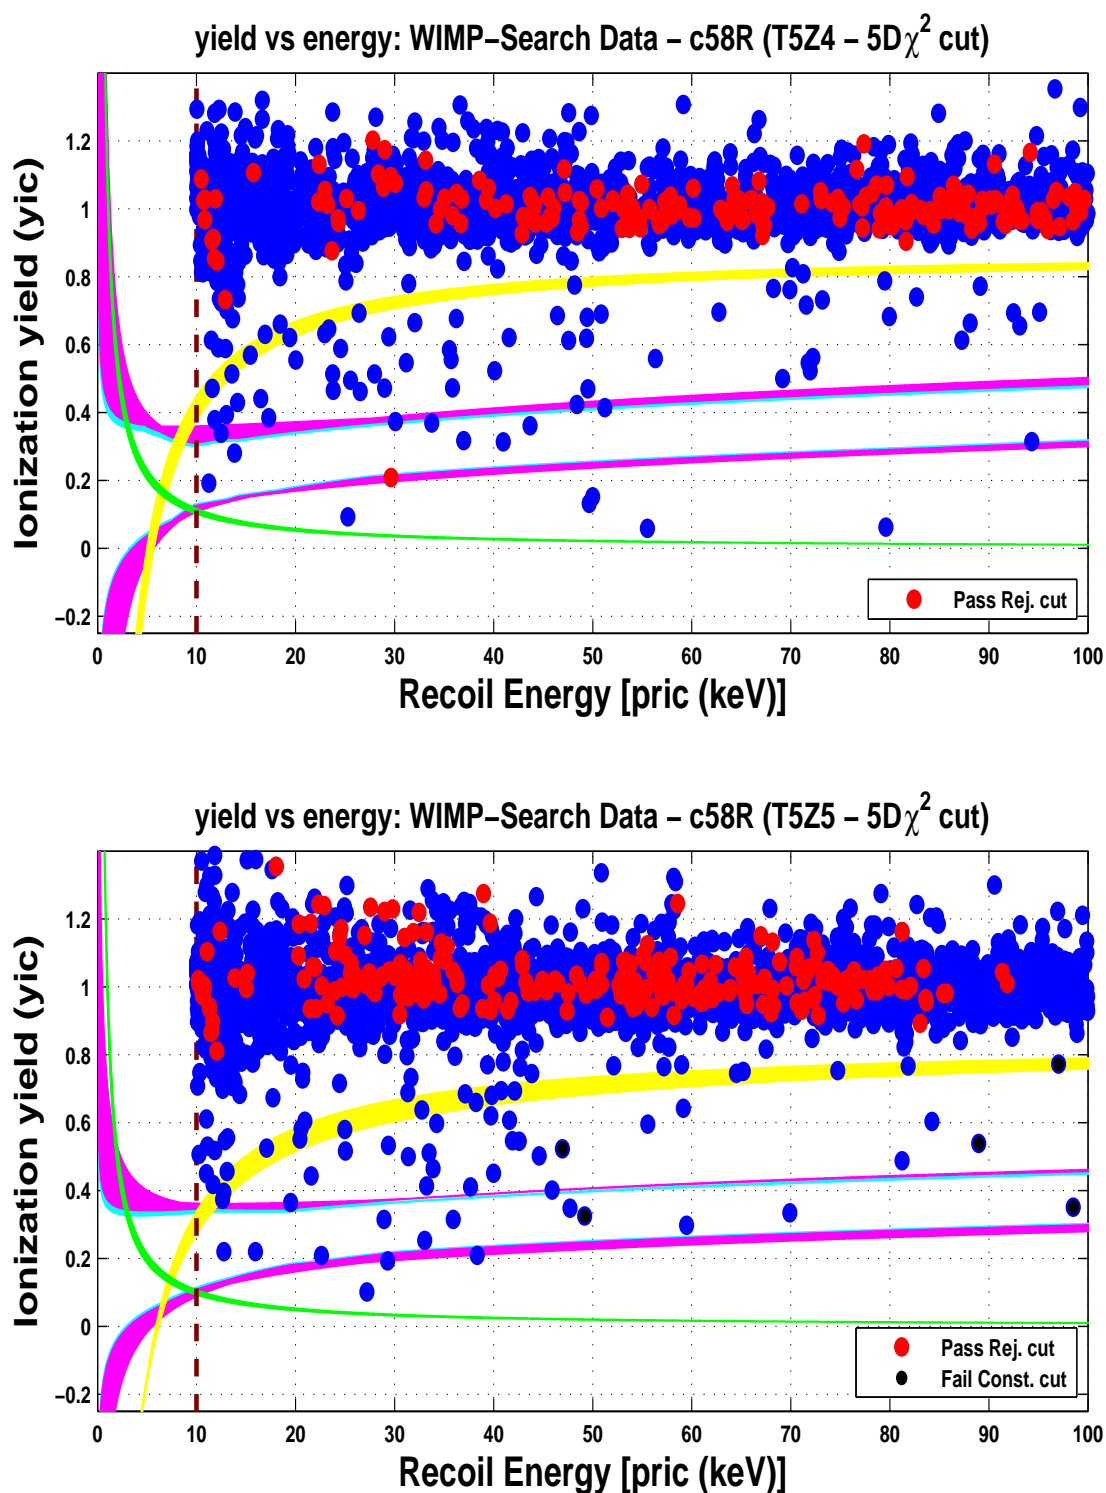 yield vs energy: WIMP−Search Data − c58R (T5Z4 − 5Dχ² cut)
Ionization yield (yic)
1.2
1
0.8
0.6
0.4
0.2
0
−0.2
Pass Rej. cut
0 10 20 30 40 50 60 70 80 90 100
Recoil Energy [pric (keV)]
yield vs energy: WIMP−Search Data − c58R (T5Z5 − 5Dχ² cut)
Ionization yield (yic)
1.2
1
0.8
0.6
0.4
0.2
0
−0.2
Pass Rej. cut
Fail Const. cut
0 10 20 30 40 50 60 70 80 90 100
Recoil Energy [pric (keV)]